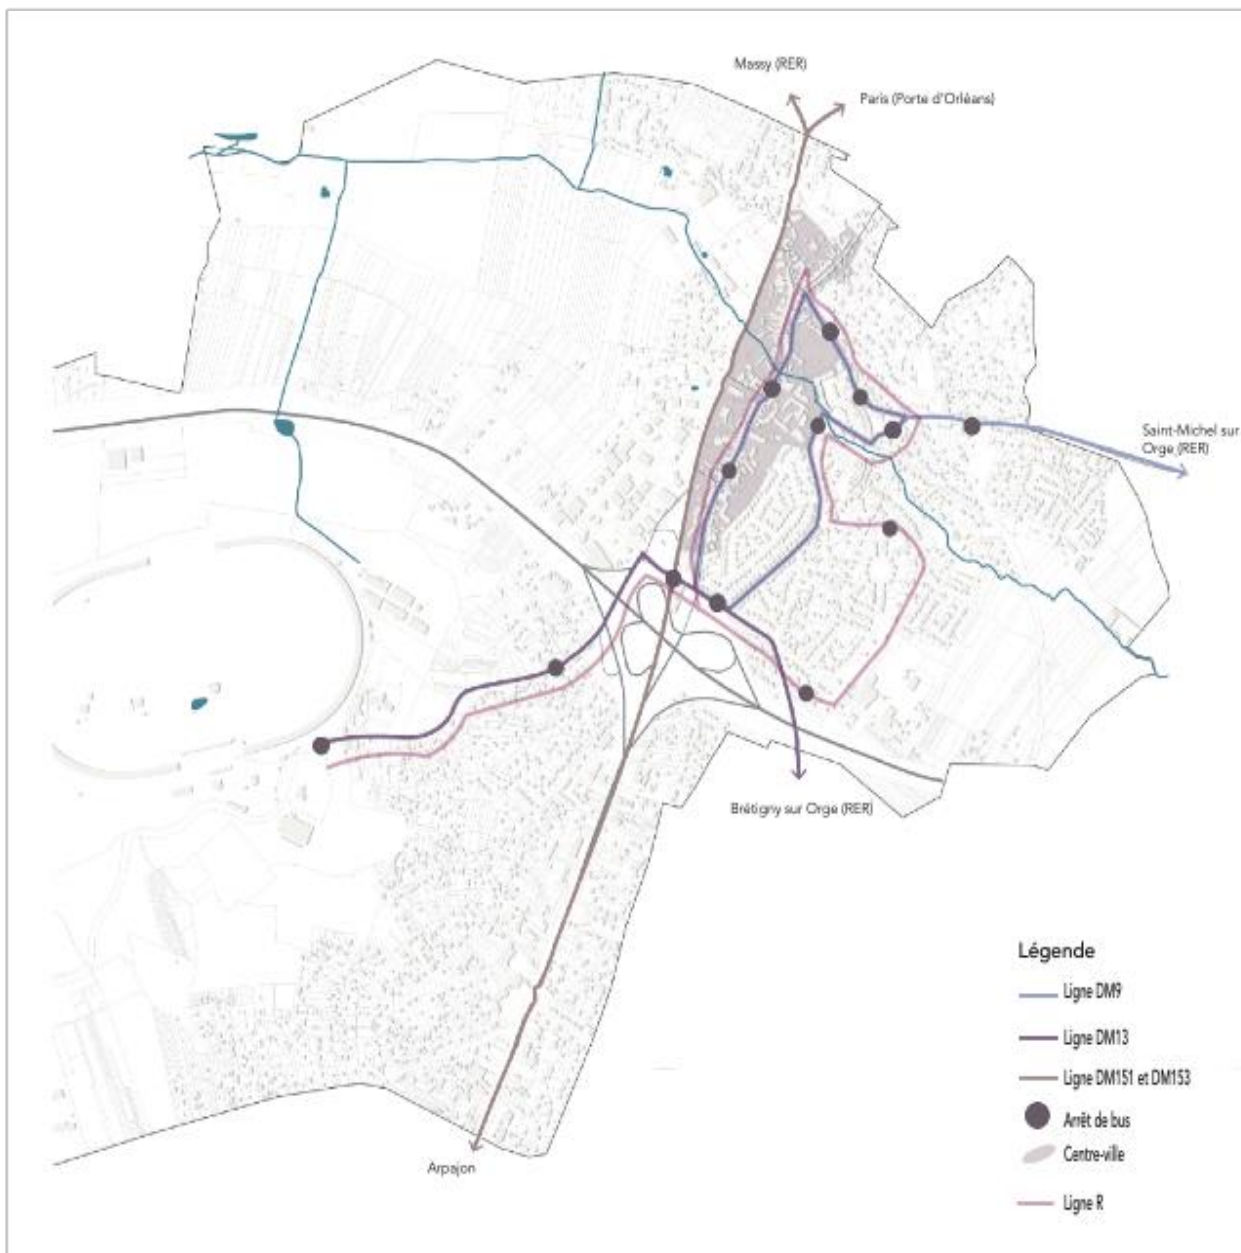 Massy (RER)
Paris (Porte d'Orléans)
Saint-Michel sur
Orge (RER)
Brétigny sur Orge (RER)
Arpajon
Légende
Ligne DM9
Ligne DM13
Ligne DM151 et DM153
Arrêt de bus
Centre-ville
Ligne R